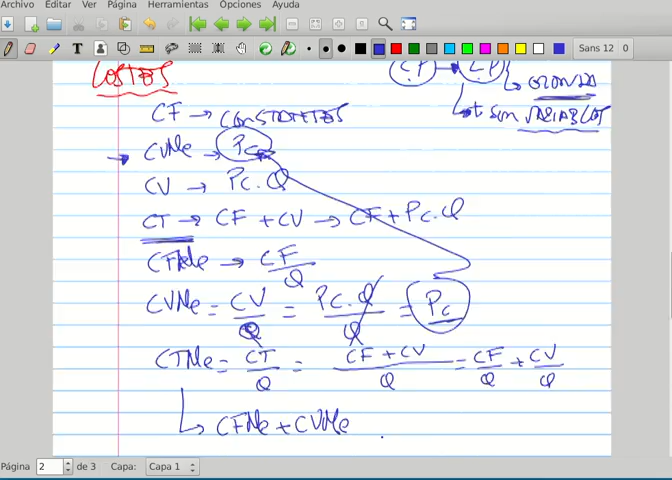 Archivo Editar Ver Página Herramientas Opciones Ayuda
Sans 12 0
COSTOS
C.P → L.P
CF → CONSTANTES
SON VARIABLES
CVMe → Pc
CV → Pc.Q
CT → CF + CV → CF + Pc.Q
CFMe → CF/Q
CVMe = CV/Q = Pc.Q/Q = Pc
CTMe = CT/Q = CF + CV/Q = CF/Q + CV/Q
↳ CFMe + CVMe
Página 2 de 3 Capa: Capa 1